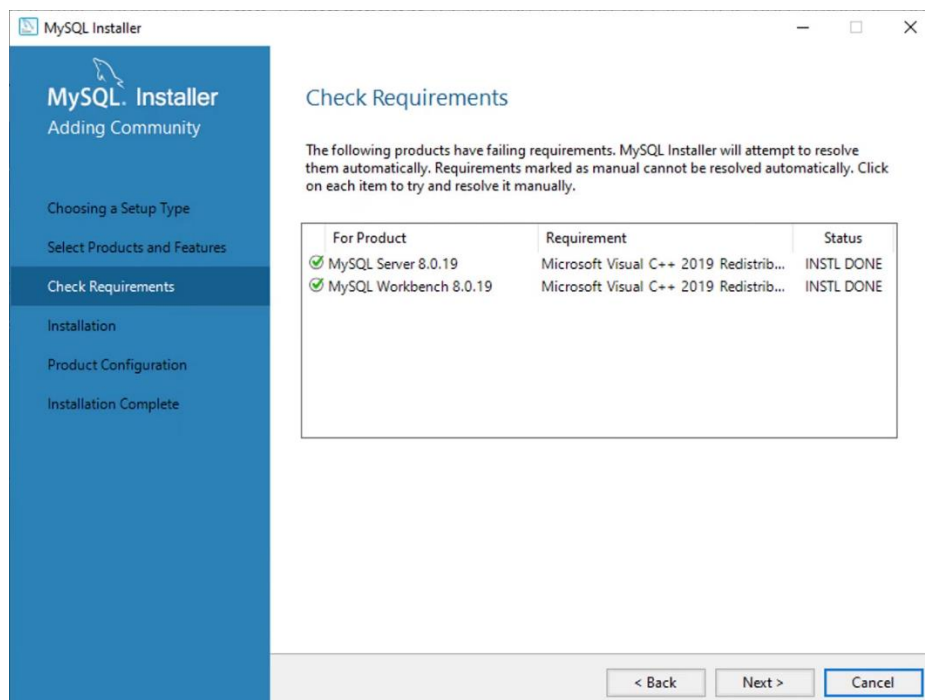 MySQL Installer
MySQL. Installer
Adding Community
Choosing a Setup Type
Select Products and Features
Check Requirements
Installation
Product Configuration
Installation Complete
Check Requirements
The following products have failing requirements. MySQL Installer will attempt to resolve
them automatically. Requirements marked as manual cannot be resolved automatically. Click
on each item to try and resolve it manually.
For Product Requirement Status
MySQL Server 8.0.19 Microsoft Visual C++ 2019 Redistrib... INSTL DONE
MySQL Workbench 8.0.19 Microsoft Visual C++ 2019 Redistrib... INSTL DONE
< Back Next > Cancel